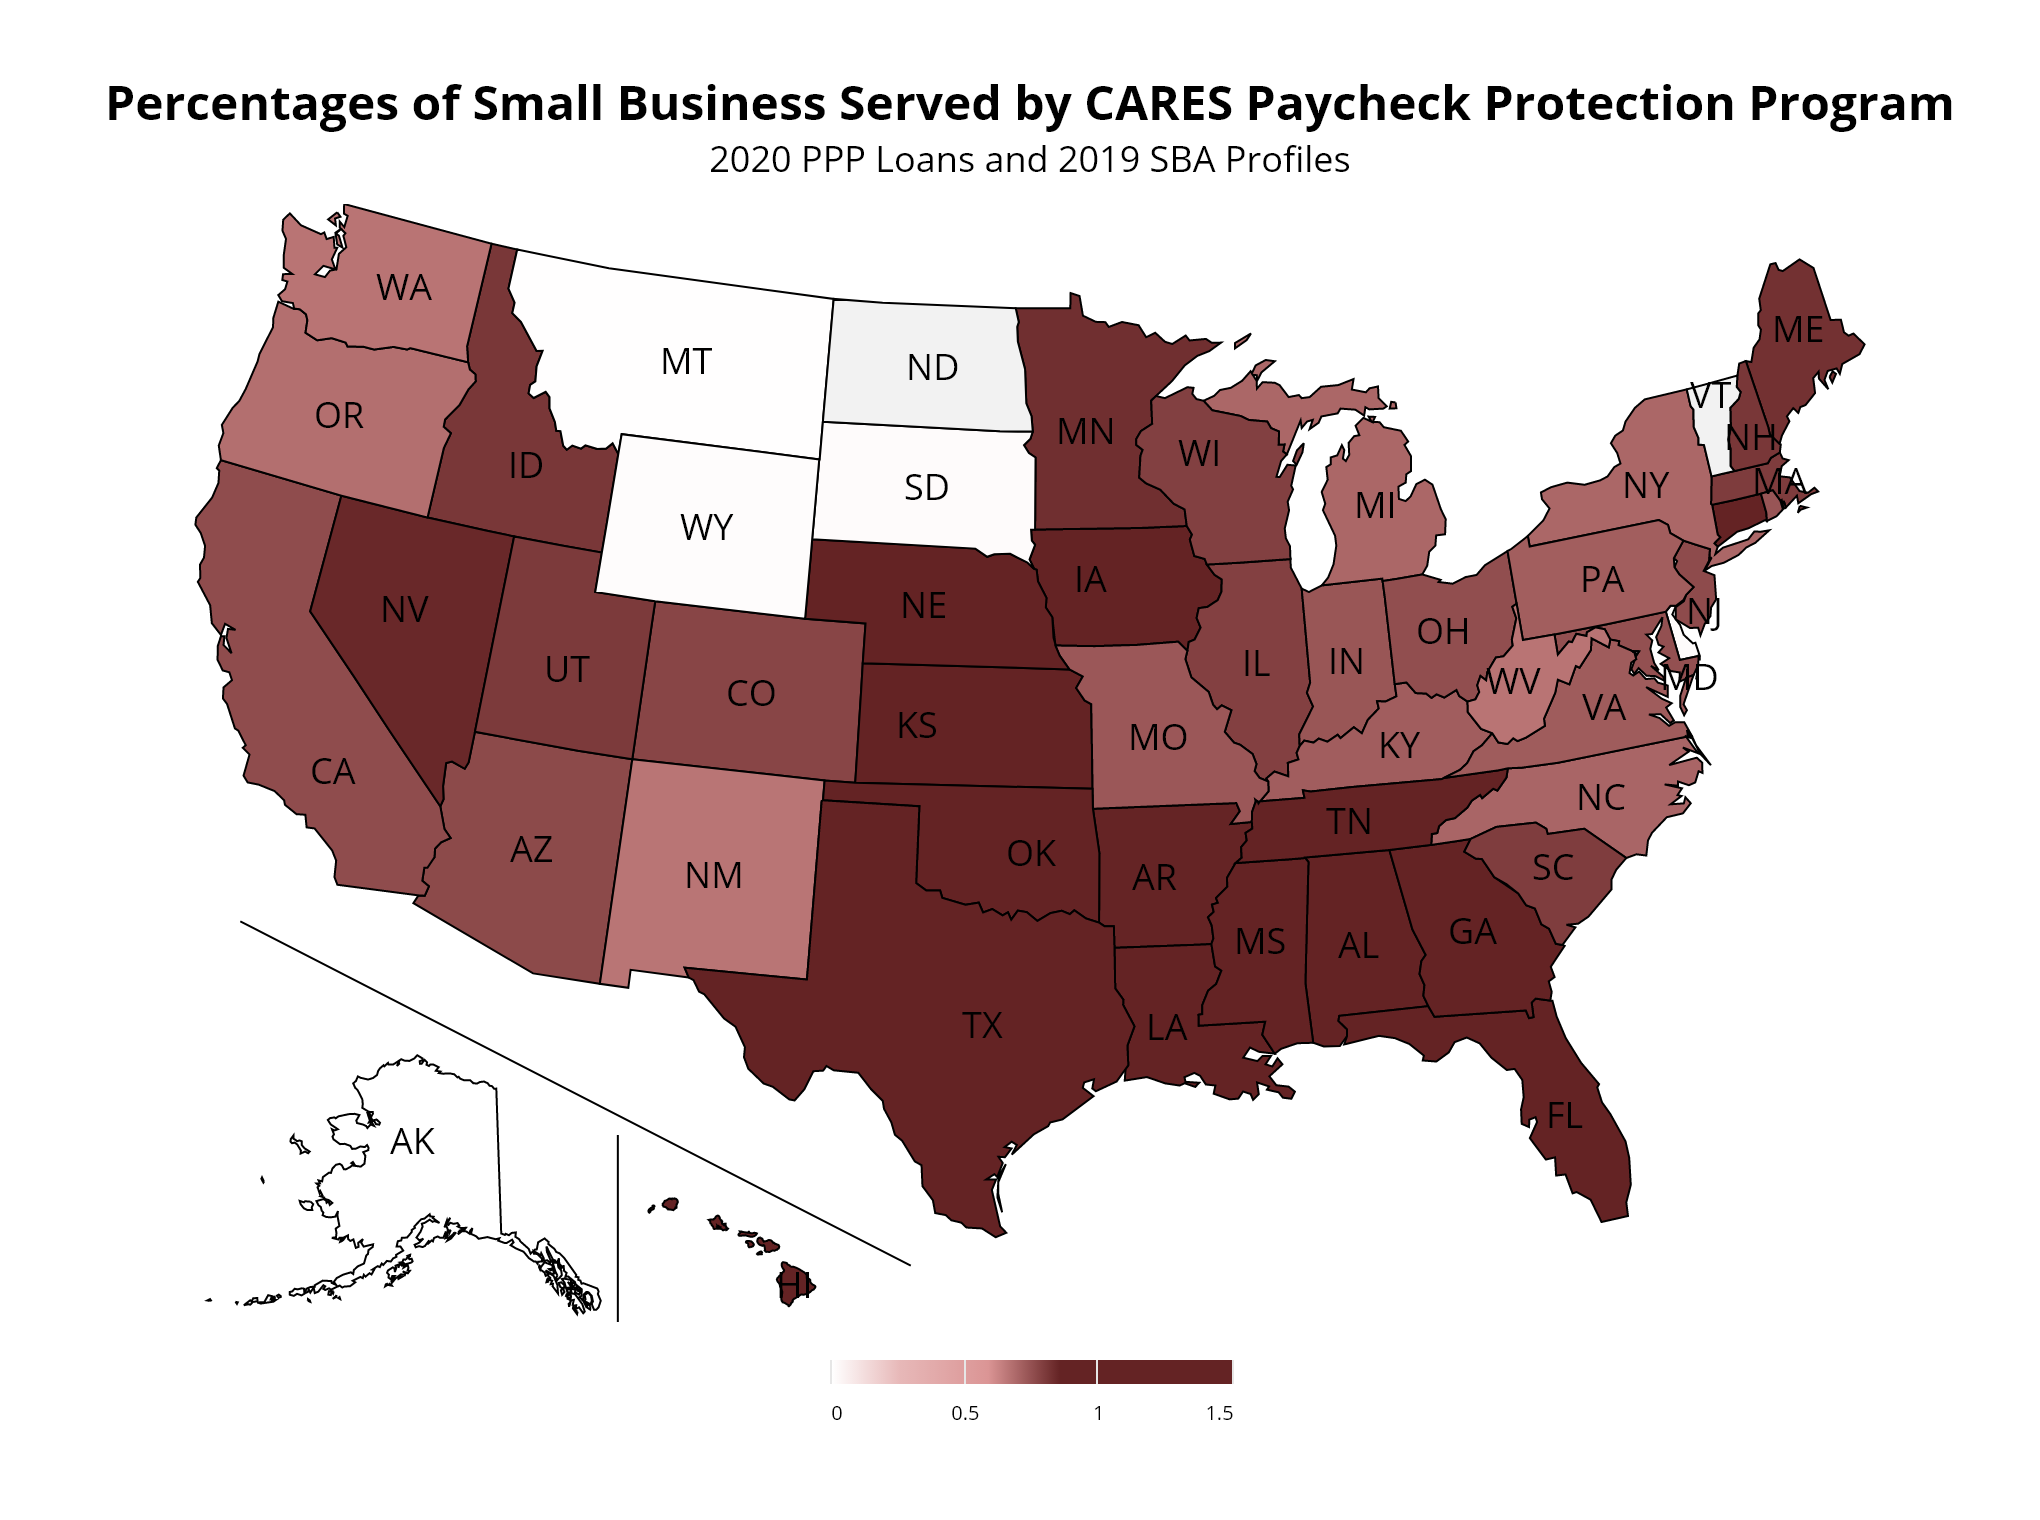 Percentages of Small Business Served by CARES Paycheck Protection Program
2020 PPP Loans and 2019 SBA Profiles
WA
ME
MT
ND
VT
OR
MN
NH
WI
ID
MA
SD
NY
MI
WY
IA
PA
NE
NV
NJ
OH
IL
IN
UT
MD
CO
WV
VA
KS
MO
KY
CA
NC
TN
AZ
OK
SC
NM
AR
GA
MS
AL
TX
LA
FL
AK
HI
0 0.5 1 1.5